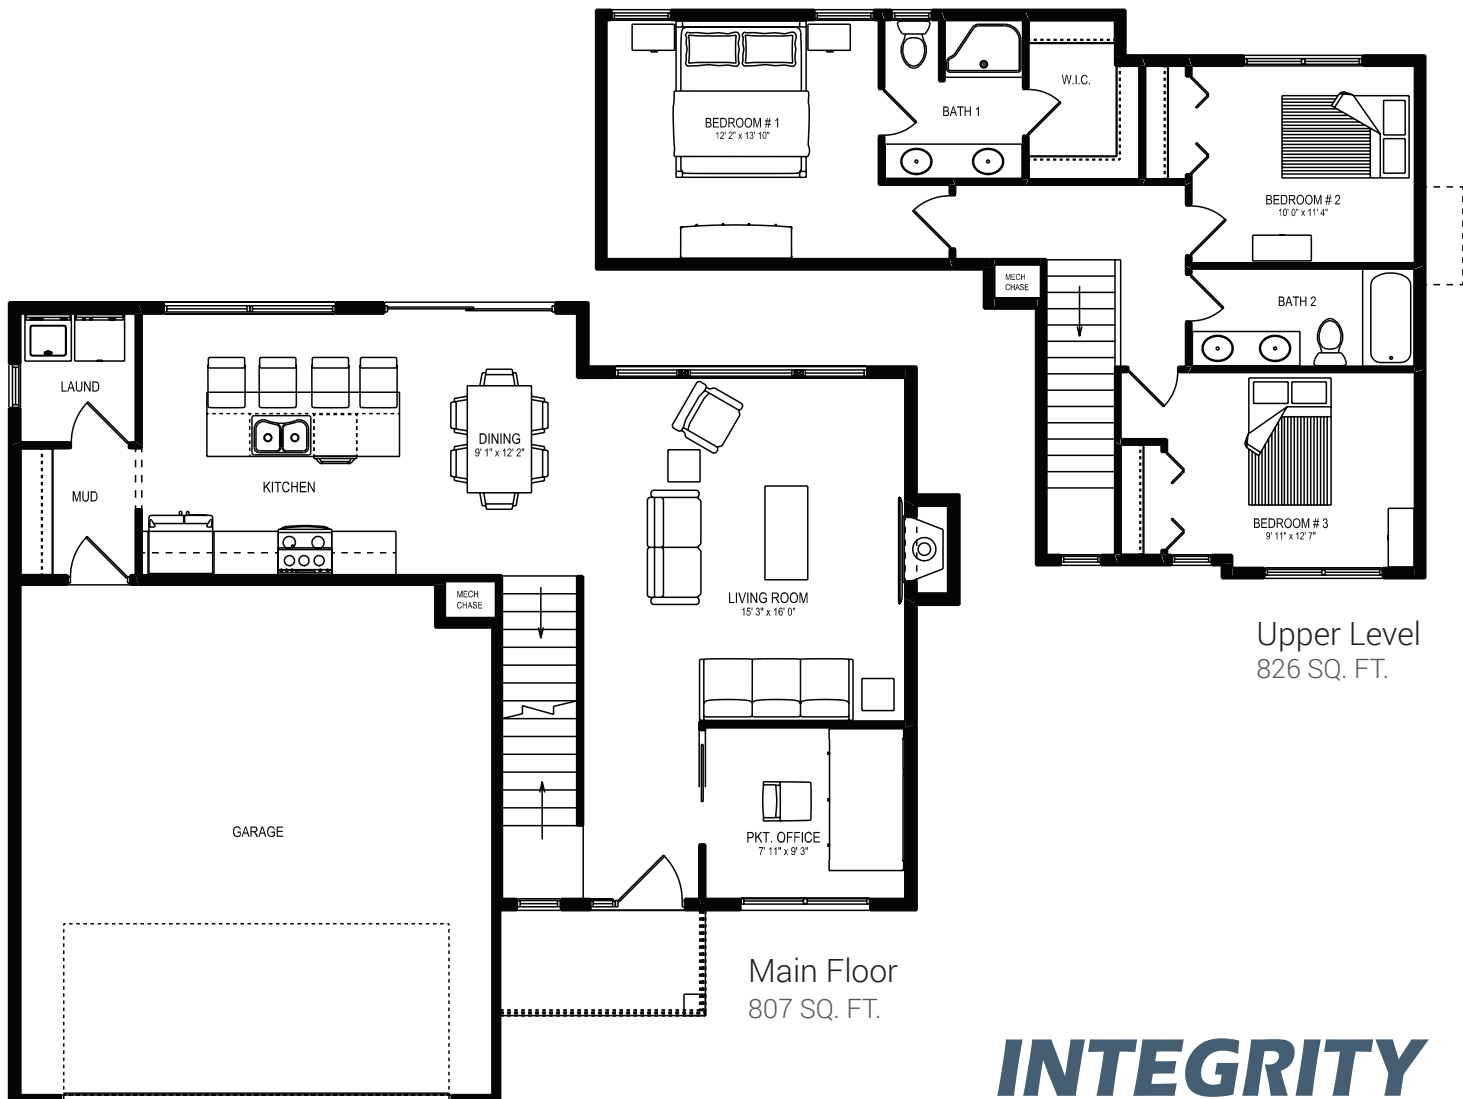 BEDROOM # 1
12' 2" x 13' 10"
BATH 1
W.I.C.
BEDROOM # 2
10' 0" x 11' 4"
MECH
CHASE
BATH 2
BEDROOM # 3
9' 11" x 12' 7"
Upper Level
826 SQ. FT.
LAUND
MUD
KITCHEN
DINING
9' 1" x 12' 2"
LIVING ROOM
15' 3" x 16' 0"
MECH
CHASE
GARAGE
PKT. OFFICE
7' 11" x 9' 3"
Main Floor
807 SQ. FT.
INTEGRITY